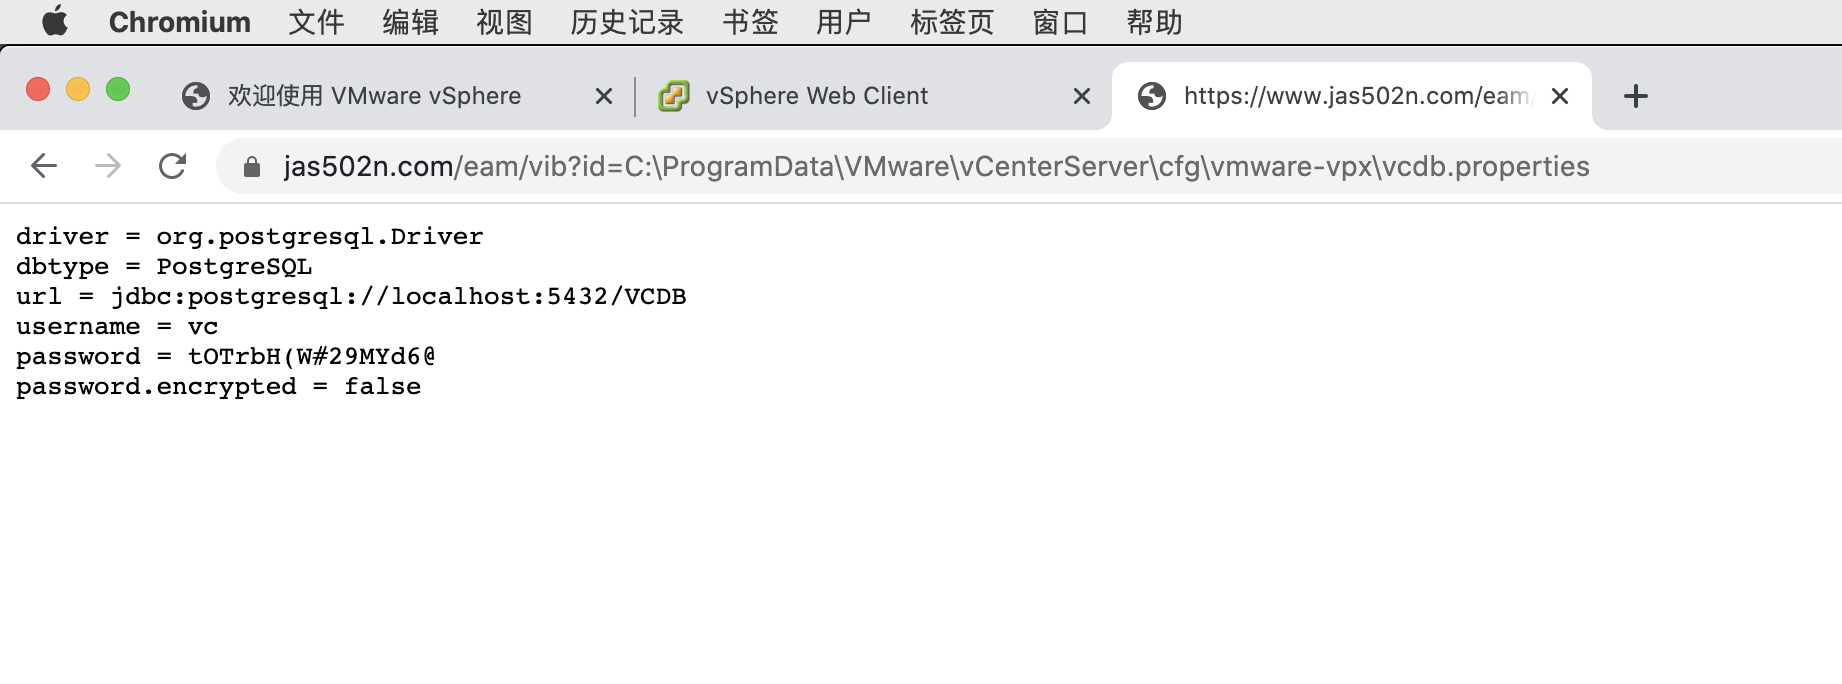 Chromium 文件 编辑 视图 历史记录 书签 用户 标签页 窗口 帮助
欢迎使用 VMware vSphere vSphere Web Client https://www.jas502n.com/eam/
jas502n.com/eam/vib?id=C:\ProgramData\VMware\vCenterServer\cfg\vmware-vpx\vcdb.properties
driver = org.postgresql.Driver
dbtype = PostgreSQL
url = jdbc:postgresql://localhost:5432/VCDB
username = vc
password = tOTrbH(W#29MYd6@
password.encrypted = false